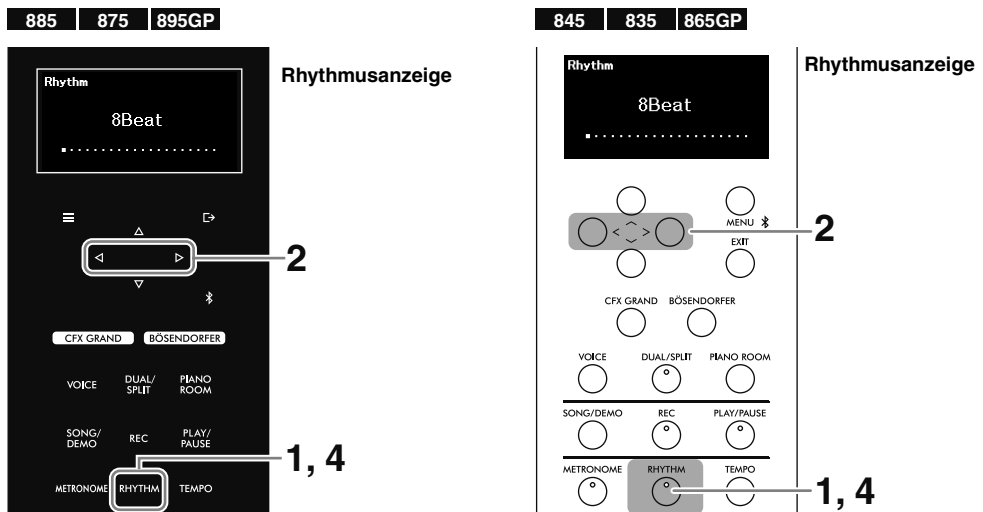 885 875 895GP
Rhythmusanzeige
Rhythm
8Beat
2
CFX GRAND BÖSENDORFER
VOICE DUAL/ SPLIT PIANO ROOM
SONG/ DEMO REC PLAY/ PAUSE
1, 4
METRONOME RHYTHM TEMPO
845 835 865GP
Rhythmusanzeige
Rhythm
8Beat
MENU
2
EXIT
CFX GRAND BÖSENDORFER
VOICE DUAL/SPLIT PIANO ROOM
SONG/DEMO REC PLAY/PAUSE
METRONOME RHYTHM TEMPO
1, 4